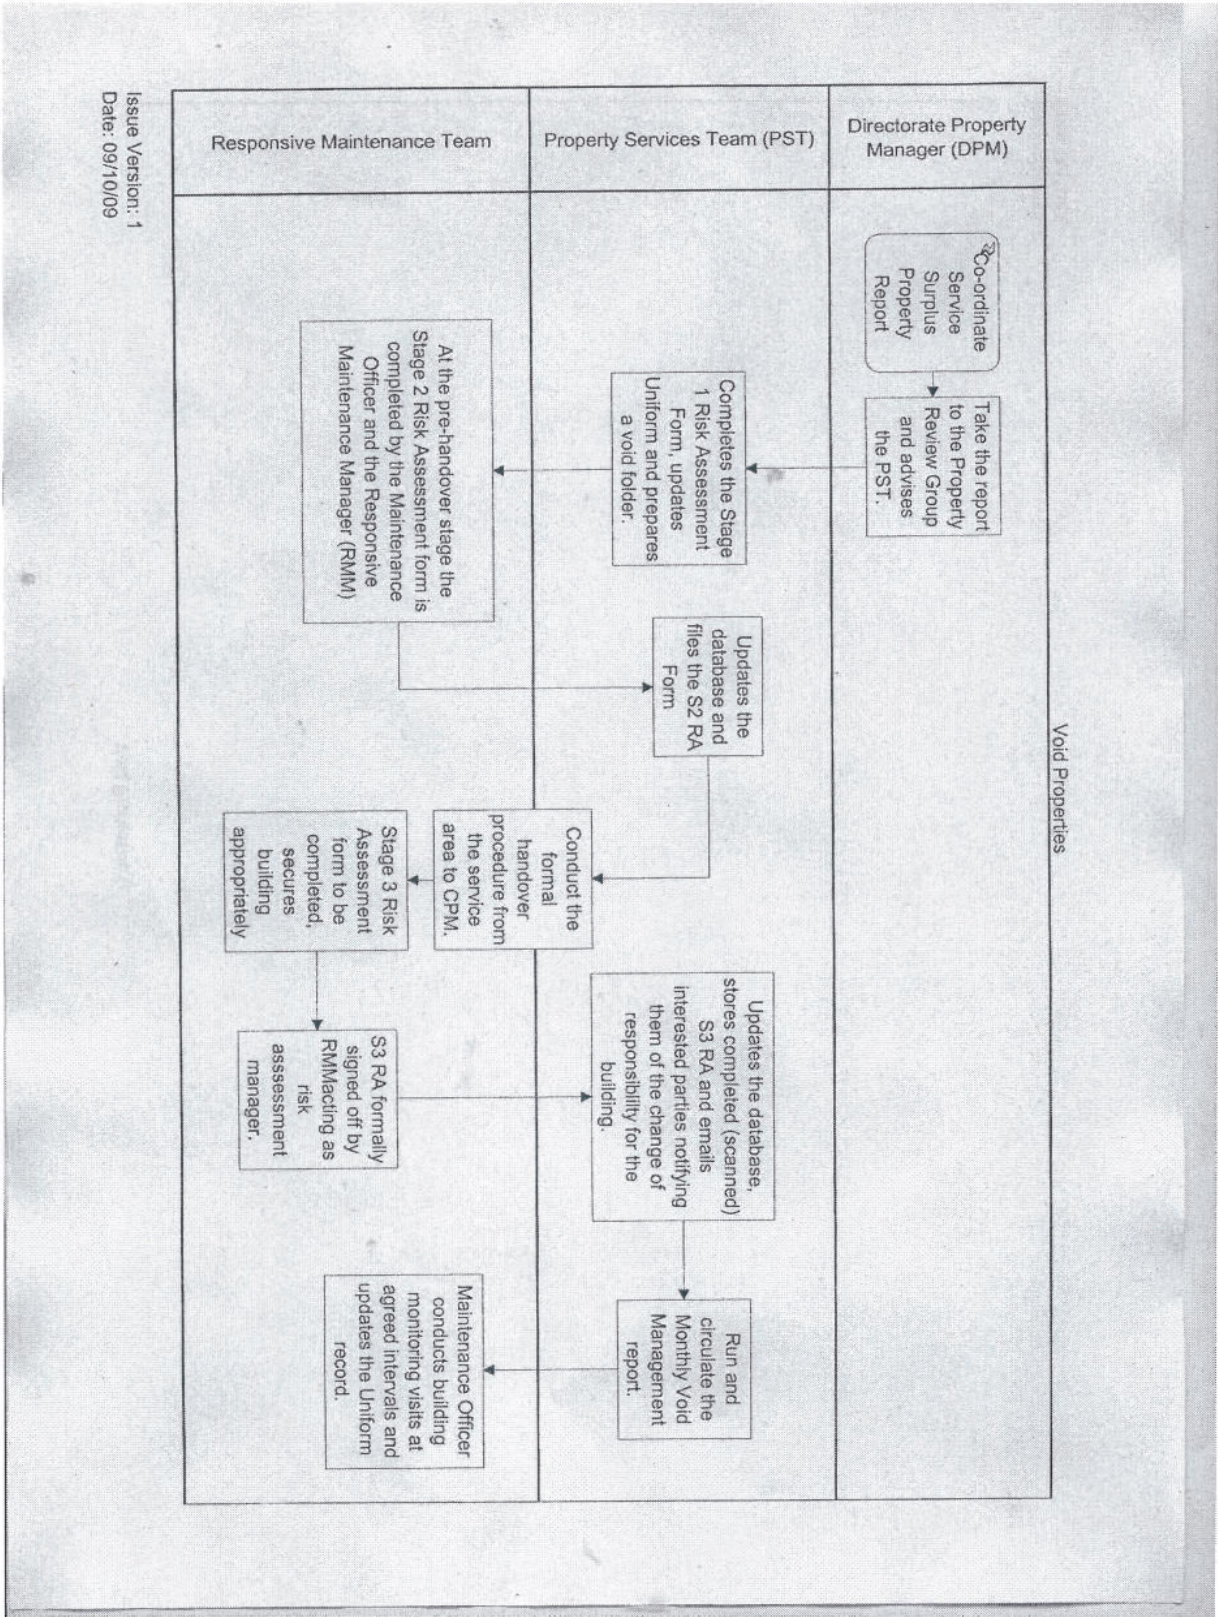 Void Properties
Directorate Property
Manager (DPM)
Co-ordinate
Service
Surplus
Property
Report
Take the report
to the Property
Review Group
and advises
the PST.
Property Services Team (PST)
Completes the Stage
1 Risk Assessment
Form, updates
Uniform and prepares
a void folder.
Updates the
database and
files the S2 RA
Form
Conduct the
formal
handover
procedure from
the service
area to CPM.
Updates the database,
stores completed (scanned)
S3 RA and emails
interested parties notifying
them of the change of
responsiblilty for the
building.
Run and
circulate the
Monthly Void
Management
report.
Responsive Maintenance Team
At the pre-handover stage the
Stage 2 Risk Assessment form is
completed by the Maintenance
Officer and the Responsive
Maintenance Manager (RMM)
Stage 3 Risk
Assessment
form to be
completed,
secures
building
appropriately
S3 RA formally
signed off by
RMMacting as
risk
asssessment
manager.
Maintenance Officer
conducts building
monitoring visits at
agreed intervals and
updates the Uniform
record.
Issue Version: 1
Date: 09/10/09